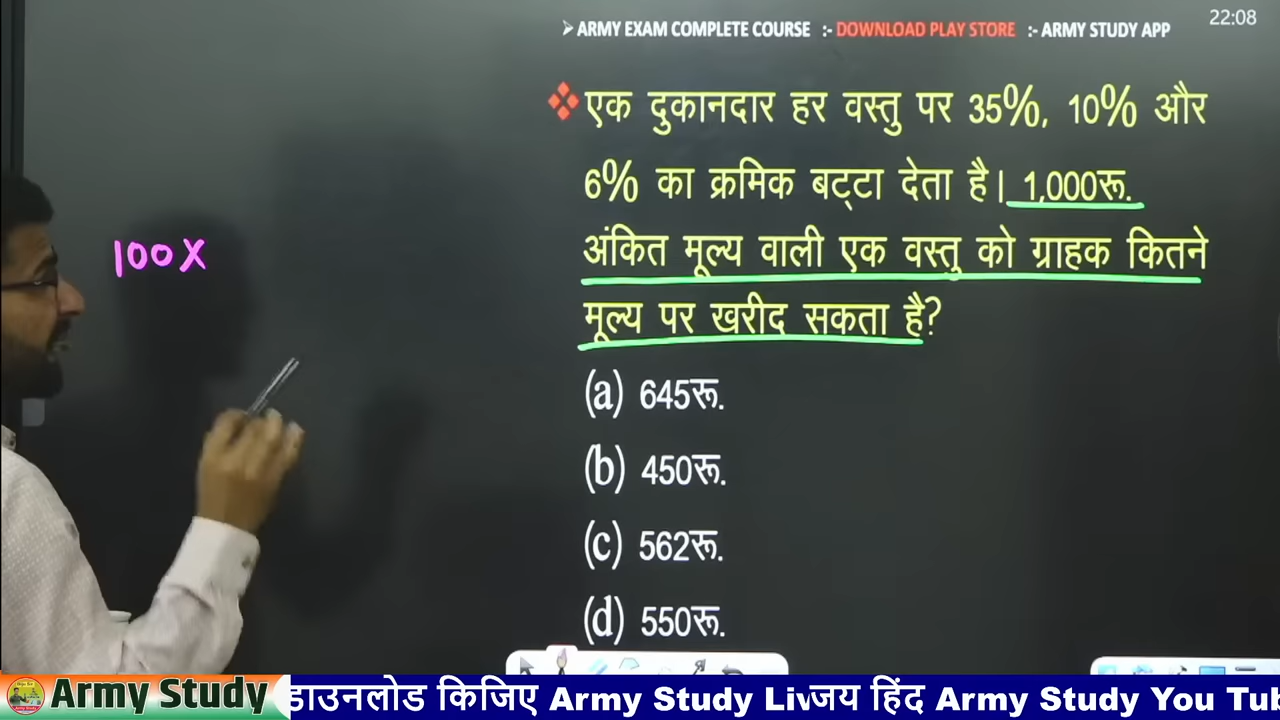 22:08
➢ ARMY EXAM COMPLETE COURSE :- DOWNLOAD PLAY STORE :- ARMY STUDY APP
❖एक दुकानदार हर वस्तु पर 35%, 10% और
6% का क्रमिक बट्टा देता है। 1,000रू.
अंकित मूल्य वाली एक वस्तु को ग्राहक कितने
मूल्य पर खरीद सकता है?
100X
(a) 645रू.
(b) 450रू.
(c) 562रू.
(d) 550रू.
Army Study डाउनलोड किजिए Army Study Liv जय हिंद Army Study You Tub